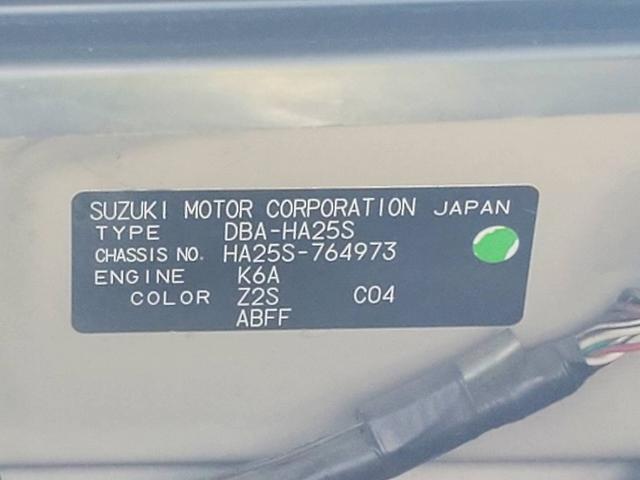 SUZUKI MOTOR CORPORATION JAPAN
TYPE DBA-HA25S
CHASSIS NO. HA25S-764973
ENGINE K6A
COLOR Z2S C04
ABFF